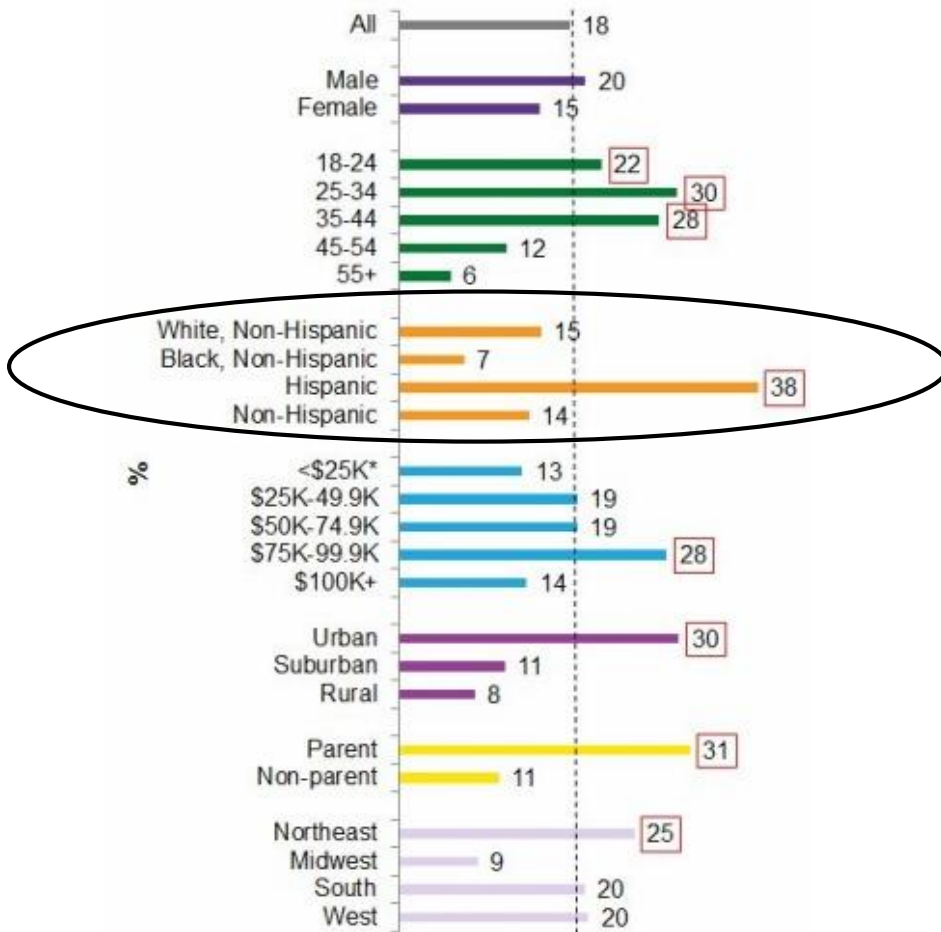 All 18
Male 20
Female 15
18-24 22
25-34 30
35-44 28
45-54 12
55+ 6
White, Non-Hispanic 15
Black, Non-Hispanic 7
Hispanic 38
Non-Hispanic 14
%
<$25K* 13
$25K-49.9K 19
$50K-74.9K 19
$75K-99.9K 28
$100K+ 14
Urban 30
Suburban 11
Rural 8
Parent 31
Non-parent 11
Northeast 25
Midwest 9
South 20
West 20